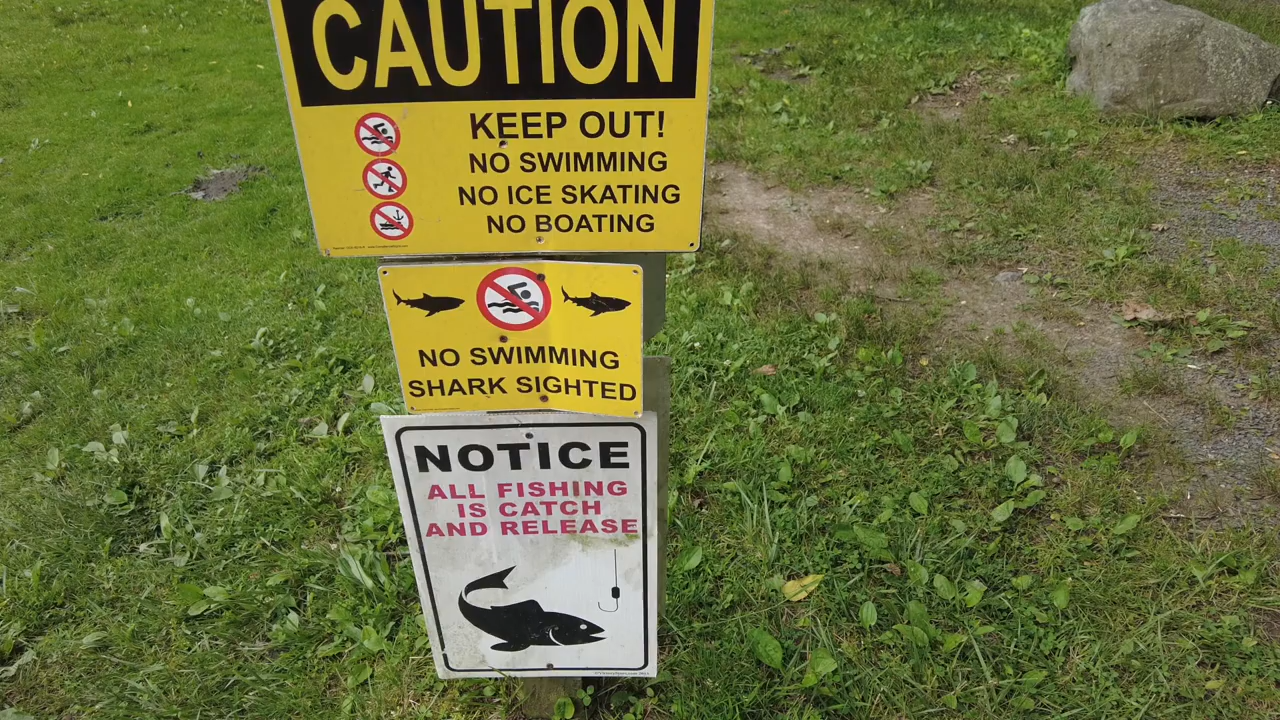 CAUTION
KEEP OUT!
NO SWIMMING
NO ICE SKATING
NO BOATING
NO SWIMMING
SHARK SIGHTED
NOTICE
ALL FISHING
IS CATCH
AND RELEASE